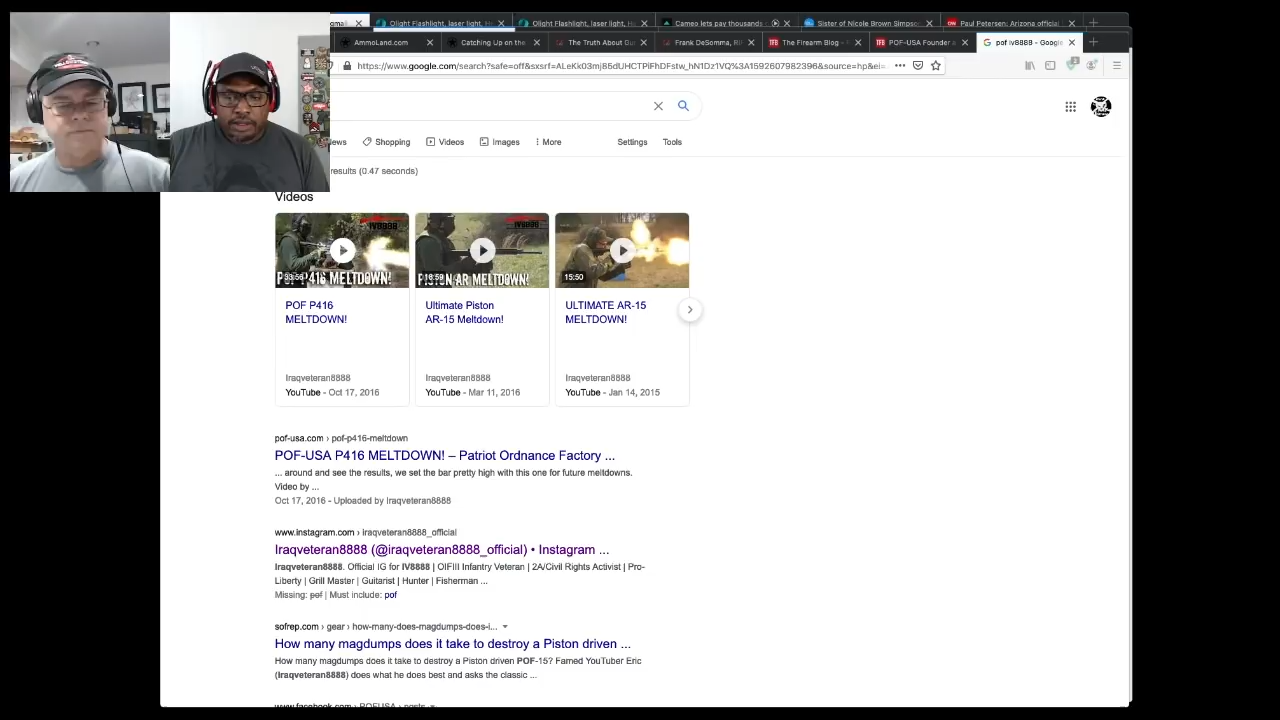 gmail
Olight Flashlight, laser light, H
Olight Flashlight, laser light, H
Cameo lets pay thousands
Sister of Nicole Brown Simpso
Paul Petersen: Arizona official
AmmoLand.com
Catching Up on the
The Truth About Gu
Frank DeSomma, RI
The Firearm Blog -
POF-USA Founder a
pof iv8888 - Google
https://www.google.com/search?safe=off&sxsrf=ALeKk03mj85dUHCTPiFhDFstw_hN1Dz1VQ%3A1592607982396&source=hp&ei=
News
Shopping
Videos
Images
More
Settings
Tools
results (0.47 seconds)
Videos
IV8888
POF P416 MELTDOWN!
IV8888
PISTON AR MELTDOWN!
15:50
POF P416
MELTDOWN!
Ultimate Piston
AR-15 Meltdown!
ULTIMATE AR-15
MELTDOWN!
Iraqveteran8888
Iraqveteran8888
Iraqveteran8888
YouTube - Oct 17, 2016
YouTube - Mar 11, 2016
YouTube - Jan 14, 2015
pof-usa.com › pof-p416-meltdown
POF-USA P416 MELTDOWN! – Patriot Ordnance Factory ...
... around and see the results, we set the bar pretty high with this one for future meltdowns.
Video by ...
Oct 17, 2016 - Uploaded by Iraqveteran8888
www.instagram.com › iraqveteran8888_official
Iraqveteran8888 (@iraqveteran8888_official) • Instagram ...
Iraqveteran8888. Official IG for IV8888 | OIFIII Infantry Veteran | 2A/Civil Rights Activist | Pro-
Liberty | Grill Master | Guitarist | Hunter | Fisherman ...
Missing: pof | Must include: pof
sofrep.com › gear › how-many-does-magdumps-does-i...
How many magdumps does it take to destroy a Piston driven ...
How many magdumps does it take to destroy a Piston driven POF-15? Famed YouTuber Eric
(Iraqveteran8888) does what he does best and asks the classic ...
www.facebook.com › POFUSA › posts